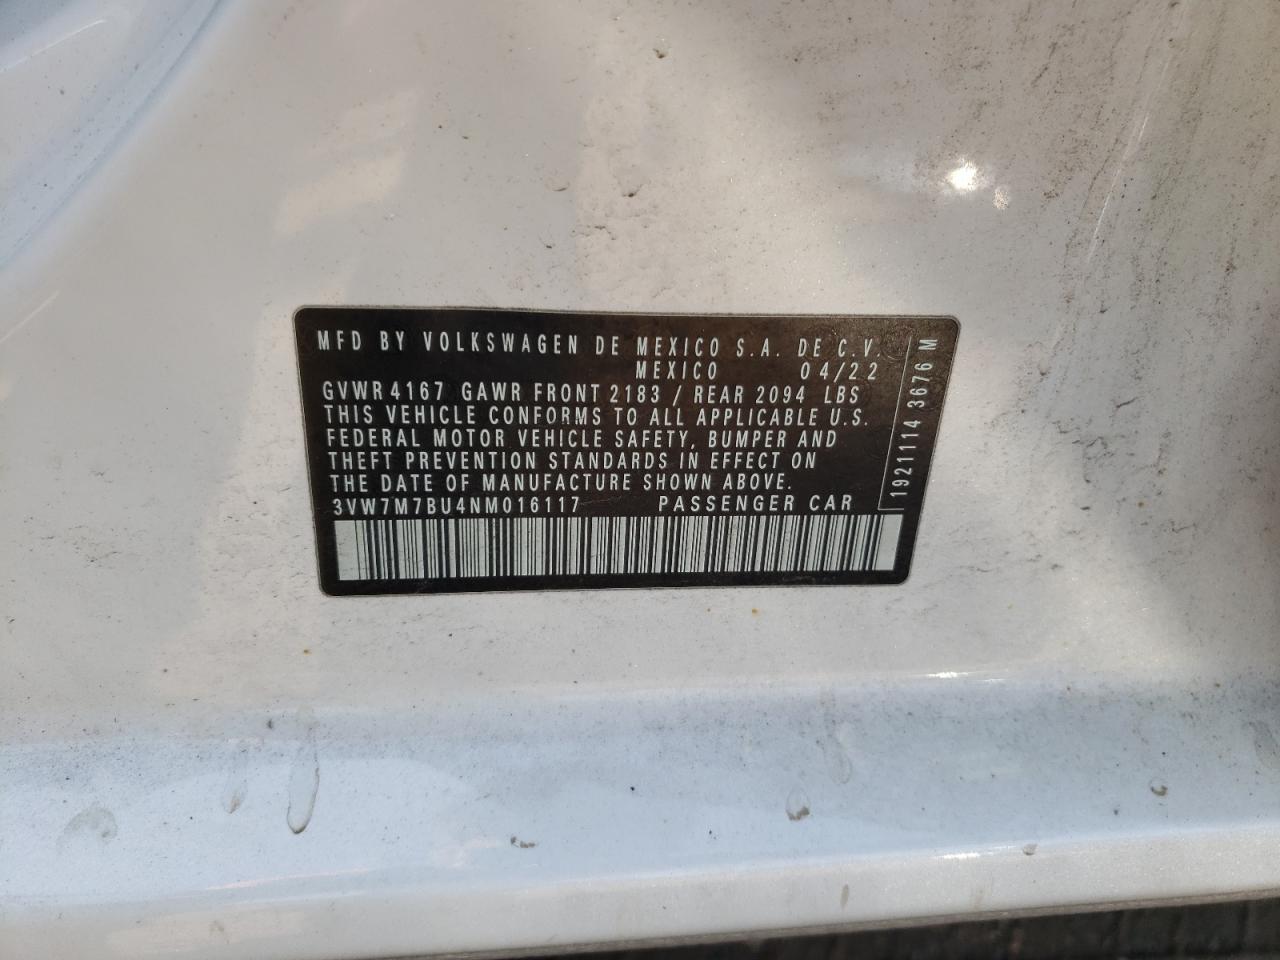 MFD BY VOLKSWAGEN DE MEXICO S.A. DE C.V.
MEXICO 04/22
GVWR 4167 GAWR FRONT 2183 / REAR 2094 LBS
THIS VEHICLE CONFORMS TO ALL APPLICABLE U.S.
FEDERAL MOTOR VEHICLE SAFETY, BUMPER AND
THEFT PREVENTION STANDARDS IN EFFECT ON
THE DATE OF MANUFACTURE SHOWN ABOVE.
3VW7M7BU4NM016117 PASSENGER CAR
1921114 3676 M